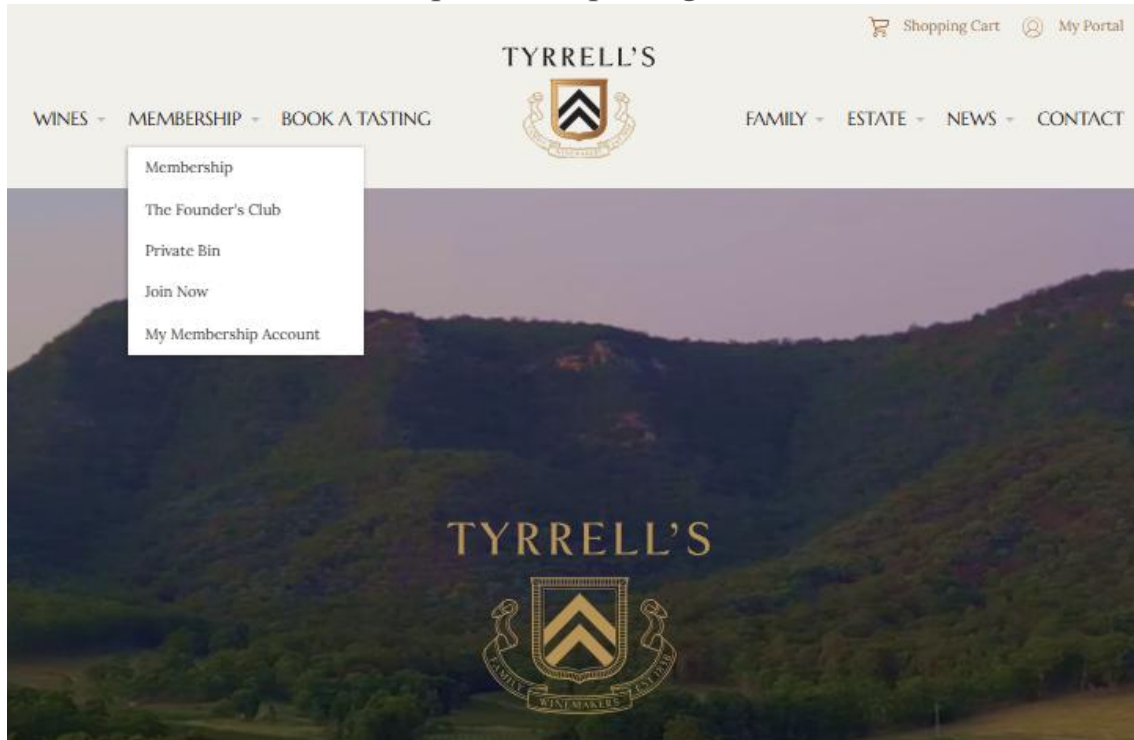 Shopping Cart My Portal
TYRRELL'S
WINES MEMBERSHIP BOOK A TASTING FAMILY ESTATE NEWS CONTACT
Membership
The Founder's Club
Private Bin
Join Now
My Membership Account
TYRRELL'S
FAMILY WINEMAKERS EST 1858